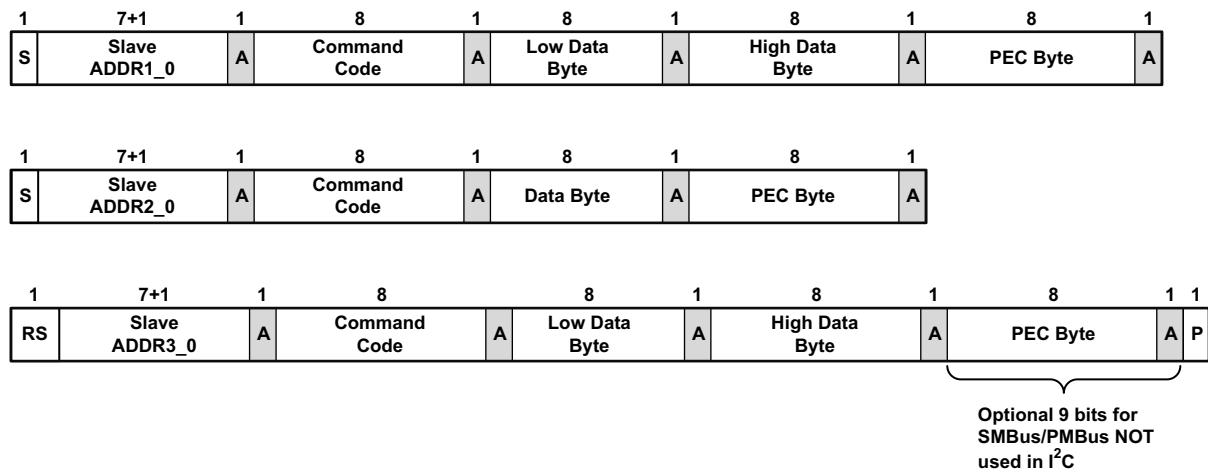 1 7+1 1 8 1 8 1 8 1 8 1
S Slave ADDR1_0 A Command Code A Low Data Byte A High Data Byte A PEC Byte A
1 7+1 1 8 1 8 1 8 1
S Slave ADDR2_0 A Command Code A Data Byte A PEC Byte A
1 7+1 1 8 8 1 8 1 8 1 1
RS Slave ADDR3_0 A Command Code A Low Data Byte A High Data Byte A PEC Byte A P
Optional 9 bits for
SMBus/PMBus NOT
used in I²C